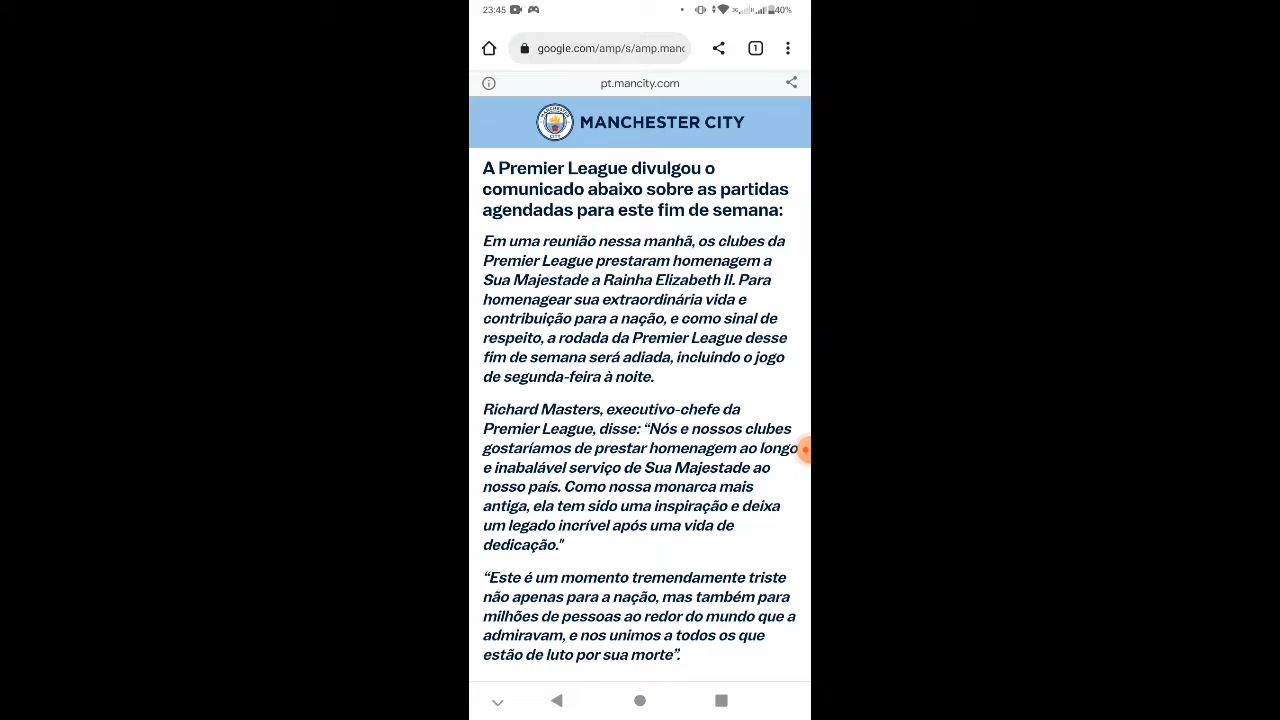 23:45
40%
google.com/amp/s/amp.manc
1
pt.mancity.com
MANCHESTER CITY
A Premier League divulgou o
comunicado abaixo sobre as partidas
agendadas para este fim de semana:
Em uma reunião nessa manhã, os clubes da
Premier League prestaram homenagem a
Sua Majestade a Rainha Elizabeth II. Para
homenagear sua extraordinária vida e
contribuição para a nação, e como sinal de
respeito, a rodada da Premier League desse
fim de semana será adiada, incluindo o jogo
de segunda-feira à noite.
Richard Masters, executivo-chefe da
Premier League, disse: “Nós e nossos clubes
gostaríamos de prestar homenagem ao longo
e inabalável serviço de Sua Majestade ao
nosso país. Como nossa monarca mais
antiga, ela tem sido uma inspiração e deixa
um legado incrível após uma vida de
dedicação."
“Este é um momento tremendamente triste
não apenas para a nação, mas também para
milhões de pessoas ao redor do mundo que a
admiravam, e nos unimos a todos os que
estão de luto por sua morte”.